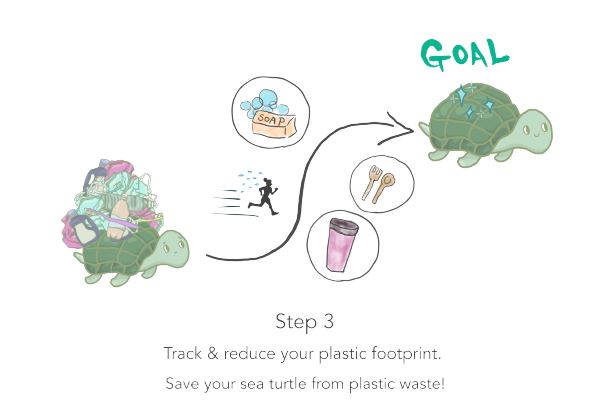 GOAL
SOAP
Step 3
Track & reduce your plastic footprint.
Save your sea turtle from plastic waste!